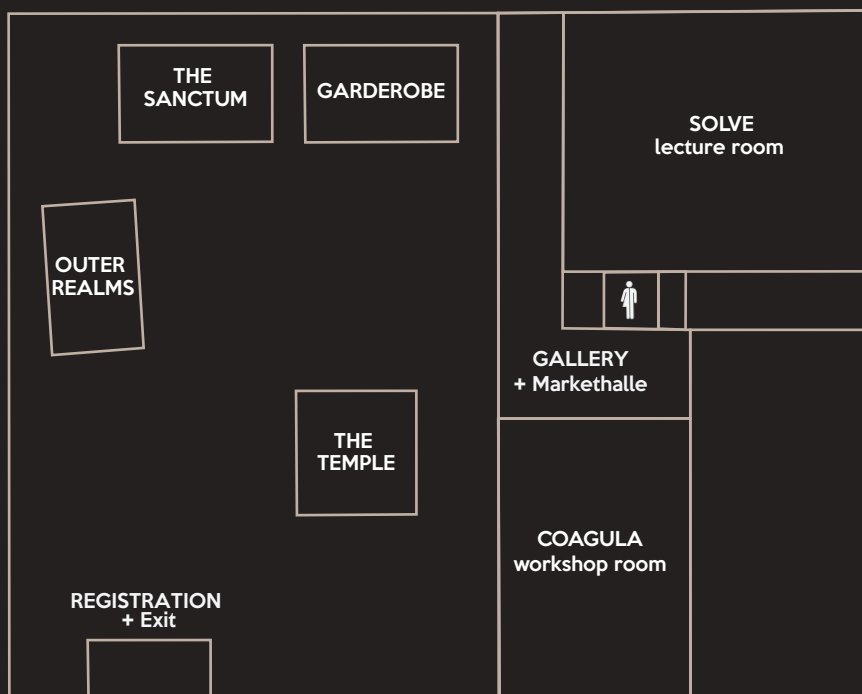 THE
SANCTUM
GARDEROBE
SOLVE
lecture room
OUTER
REALMS
GALLERY
+ Markethalle
THE
TEMPLE
COAGULA
workshop room
REGISTRATION
+ Exit